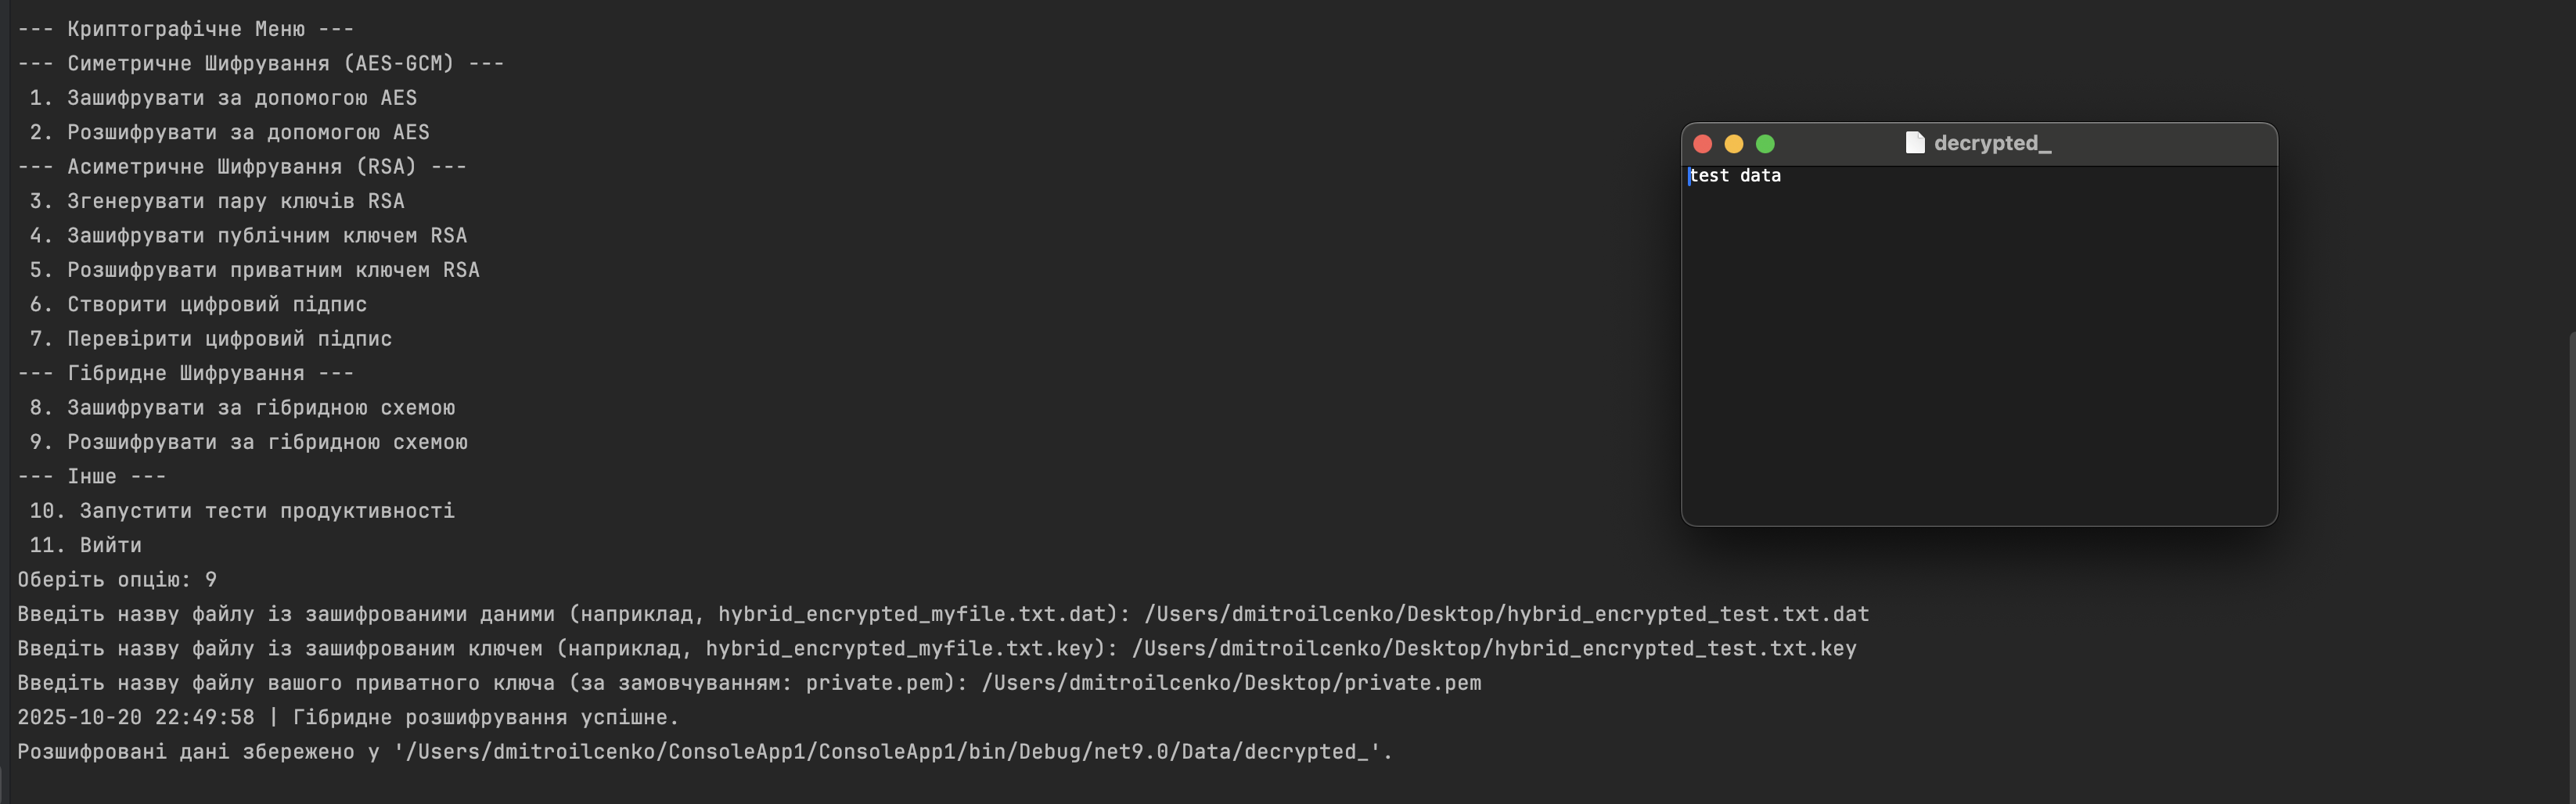 --- Криптографічне Меню ---
--- Симетричне Шифрування (AES-GCM) ---
1. Зашифрувати за допомогою AES
2. Розшифрувати за допомогою AES
--- Асиметричне Шифрування (RSA) ---
3. Згенерувати пару ключів RSA
4. Зашифрувати публічним ключем RSA
5. Розшифрувати приватним ключем RSA
6. Створити цифровий підпис
7. Перевірити цифровий підпис
--- Гібридне Шифрування ---
8. Зашифрувати за гібридною схемою
9. Розшифрувати за гібридною схемою
--- Інше ---
10. Запустити тести продуктивності
11. Вийти
Оберіть опцію: 9
Введіть назву файлу із зашифрованими даними (наприклад, hybrid_encrypted_myfile.txt.dat): /Users/dmitroilcenko/Desktop/hybrid_encrypted_test.txt.dat
Введіть назву файлу із зашифрованим ключем (наприклад, hybrid_encrypted_myfile.txt.key): /Users/dmitroilcenko/Desktop/hybrid_encrypted_test.txt.key
Введіть назву файлу вашого приватного ключа (за замовчуванням: private.pem): /Users/dmitroilcenko/Desktop/private.pem
2025-10-20 22:49:58 | Гібридне розшифрування успішне.
Розшифровані дані збережено у '/Users/dmitroilcenko/ConsoleApp1/ConsoleApp1/bin/Debug/net9.0/Data/decrypted_'.
decrypted_
test data